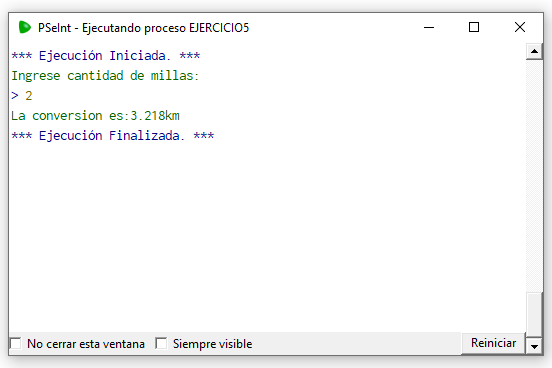 PSeInt - Ejecutando proceso EJERCICIO5
*** Ejecución Iniciada. ***
Ingrese cantidad de millas:
> 2
La conversion es:3.218km
*** Ejecución Finalizada. ***
No cerrar esta ventana Siempre visible Reiniciar